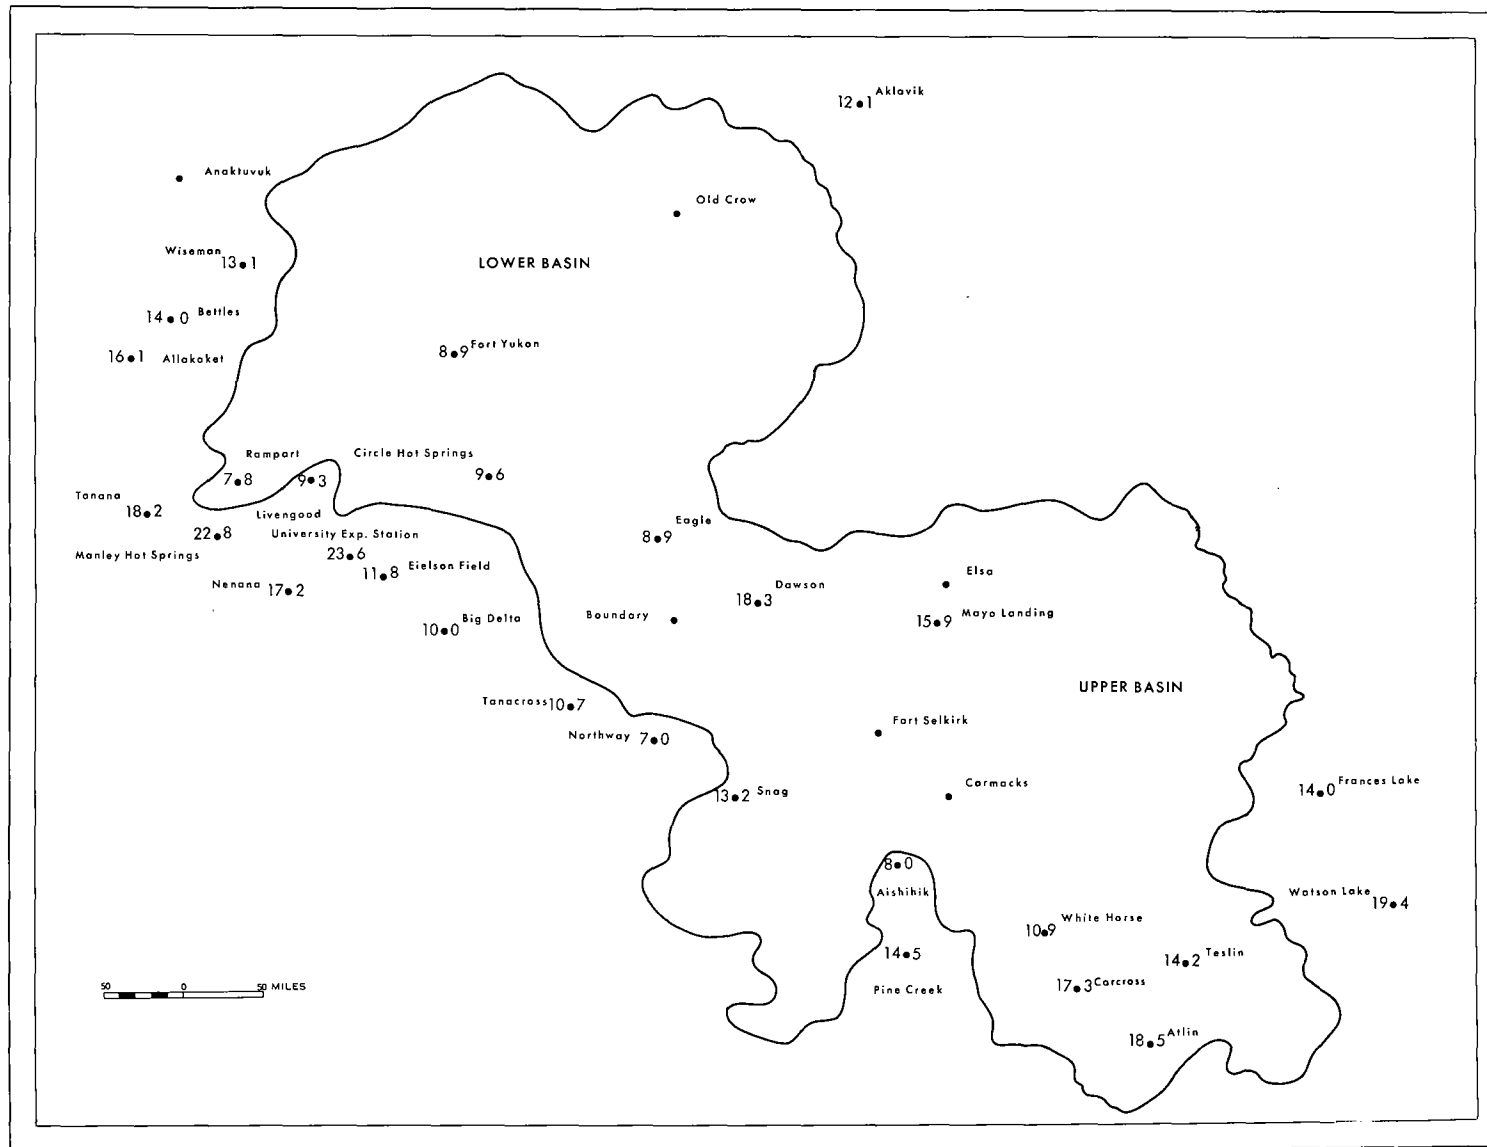 12•1 Aklavik
Anaktuvuk
Old Crow
Wiseman 13•1
LOWER BASIN
14•0 Bettles
16•1 Allakaket
8•9 Fort Yukon
Rampart
7•8
Circle Hot Springs
9•6
9•3
Livengood
Tanana
18•2
22•8
Manley Hot Springs
University Exp. Station
23•6
11•8 Eielson Field
Nenana 17•2
Eagle
8•9
Elsa
Dawson
18•3
Boundary
Mayo Landing
15•9
Big Delta
10•0
UPPER BASIN
Tanacross 10•7
Northway 7•0
Fort Selkirk
13•2 Snag
Carmacks
14•0 Frances Lake
8•0
Aishihik
Watson Lake 19•4
White Horse
10•9
14•5
Pine Creek
14•2 Teslin
17•3 Carcross
18•5 Atlin
50 0 50 MILES